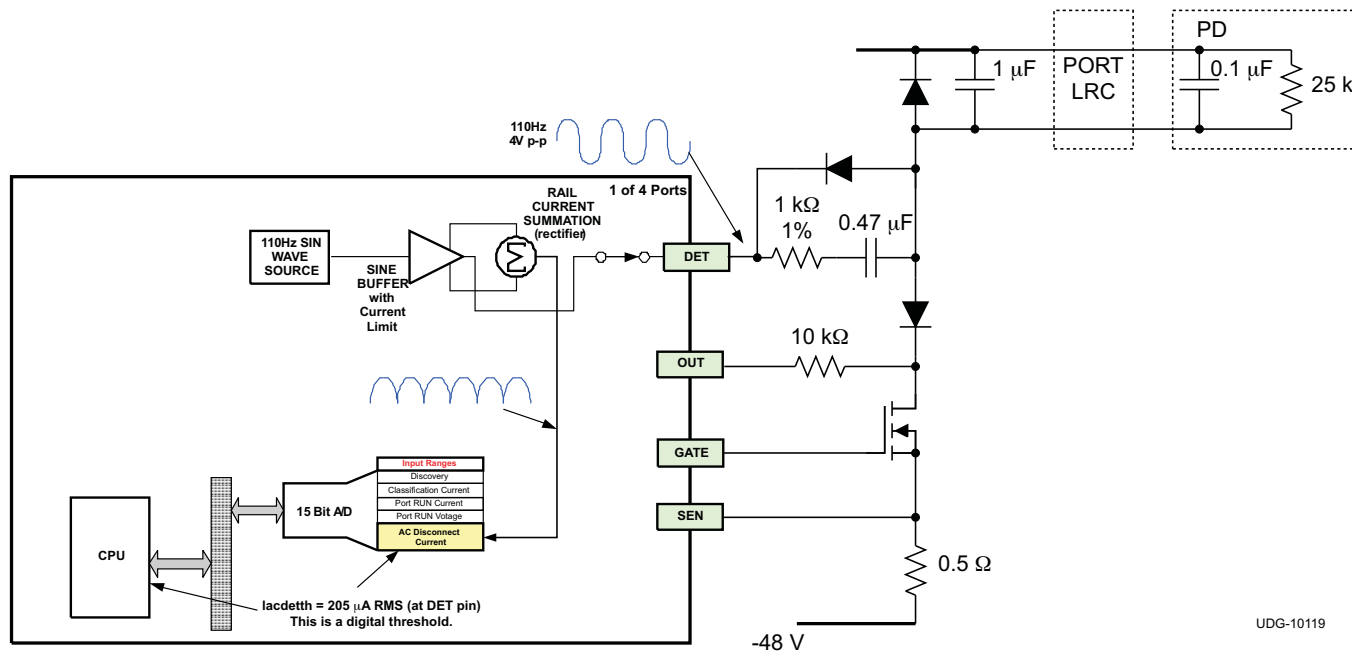 PD
1 μF
PORT
LRC
0.1 μF
25 k
110Hz
4V p-p
1 of 4 Ports
RAIL
CURRENT
SUMMATION
(rectifier)
1 kΩ
1%
0.47 μF
110Hz SIN
WAVE
SOURCE
SINE
BUFFER
with
Current
Limit
Σ
DET
OUT
10 kΩ
GATE
SEN
Input Ranges
Discovery
Classification Current
Port RUN Current
Port RUN Votage
AC Disconnect
Current
15 Bit A/D
CPU
0.5 Ω
Iacdetth = 205 μA RMS (at DET pin)
This is a digital threshold.
-48 V
UDG-10119